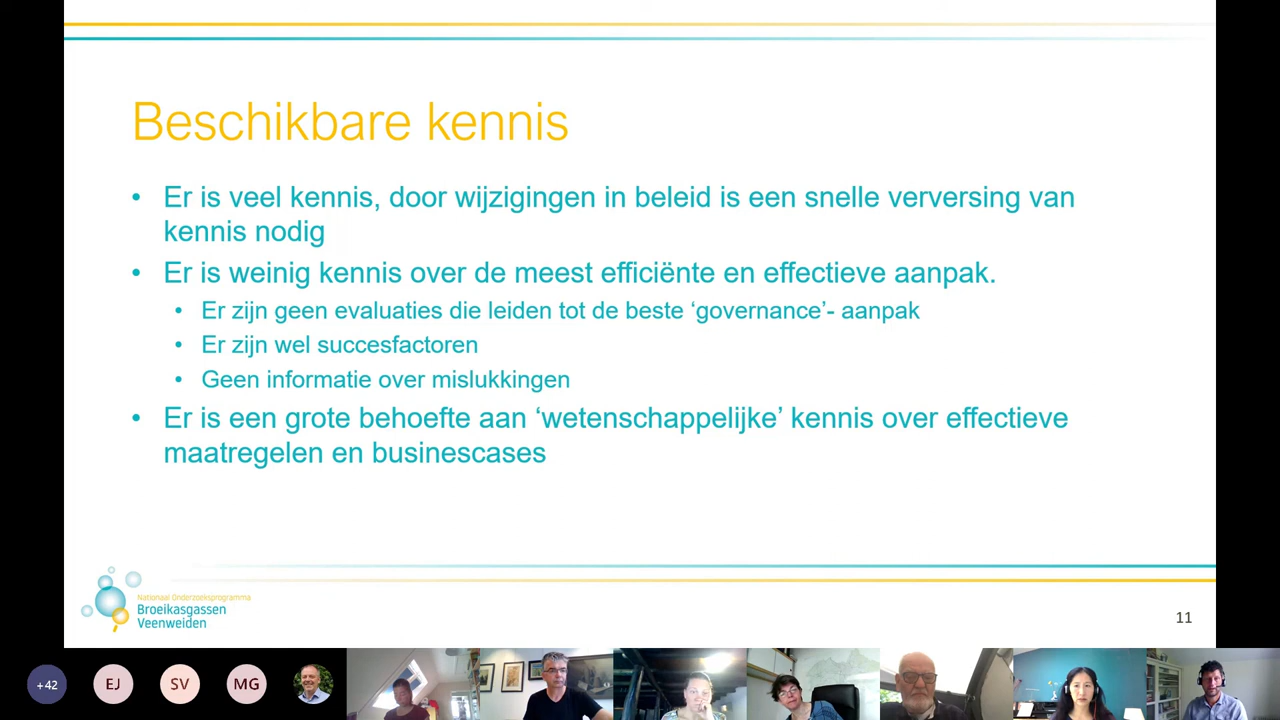 Beschikbare kennis
• Er is veel kennis, door wijzigingen in beleid is een snelle verversing van
kennis nodig
• Er is weinig kennis over de meest efficiënte en effectieve aanpak.
• Er zijn geen evaluaties die leiden tot de beste ‘governance’- aanpak
• Er zijn wel succesfactoren
• Geen informatie over mislukkingen
• Er is een grote behoefte aan ‘wetenschappelijke’ kennis over effectieve
maatregelen en businescases
Nationaal Onderzoeksprogramma
Broeikasgassen
Veenweiden
11
+42
EJ
SV
MG